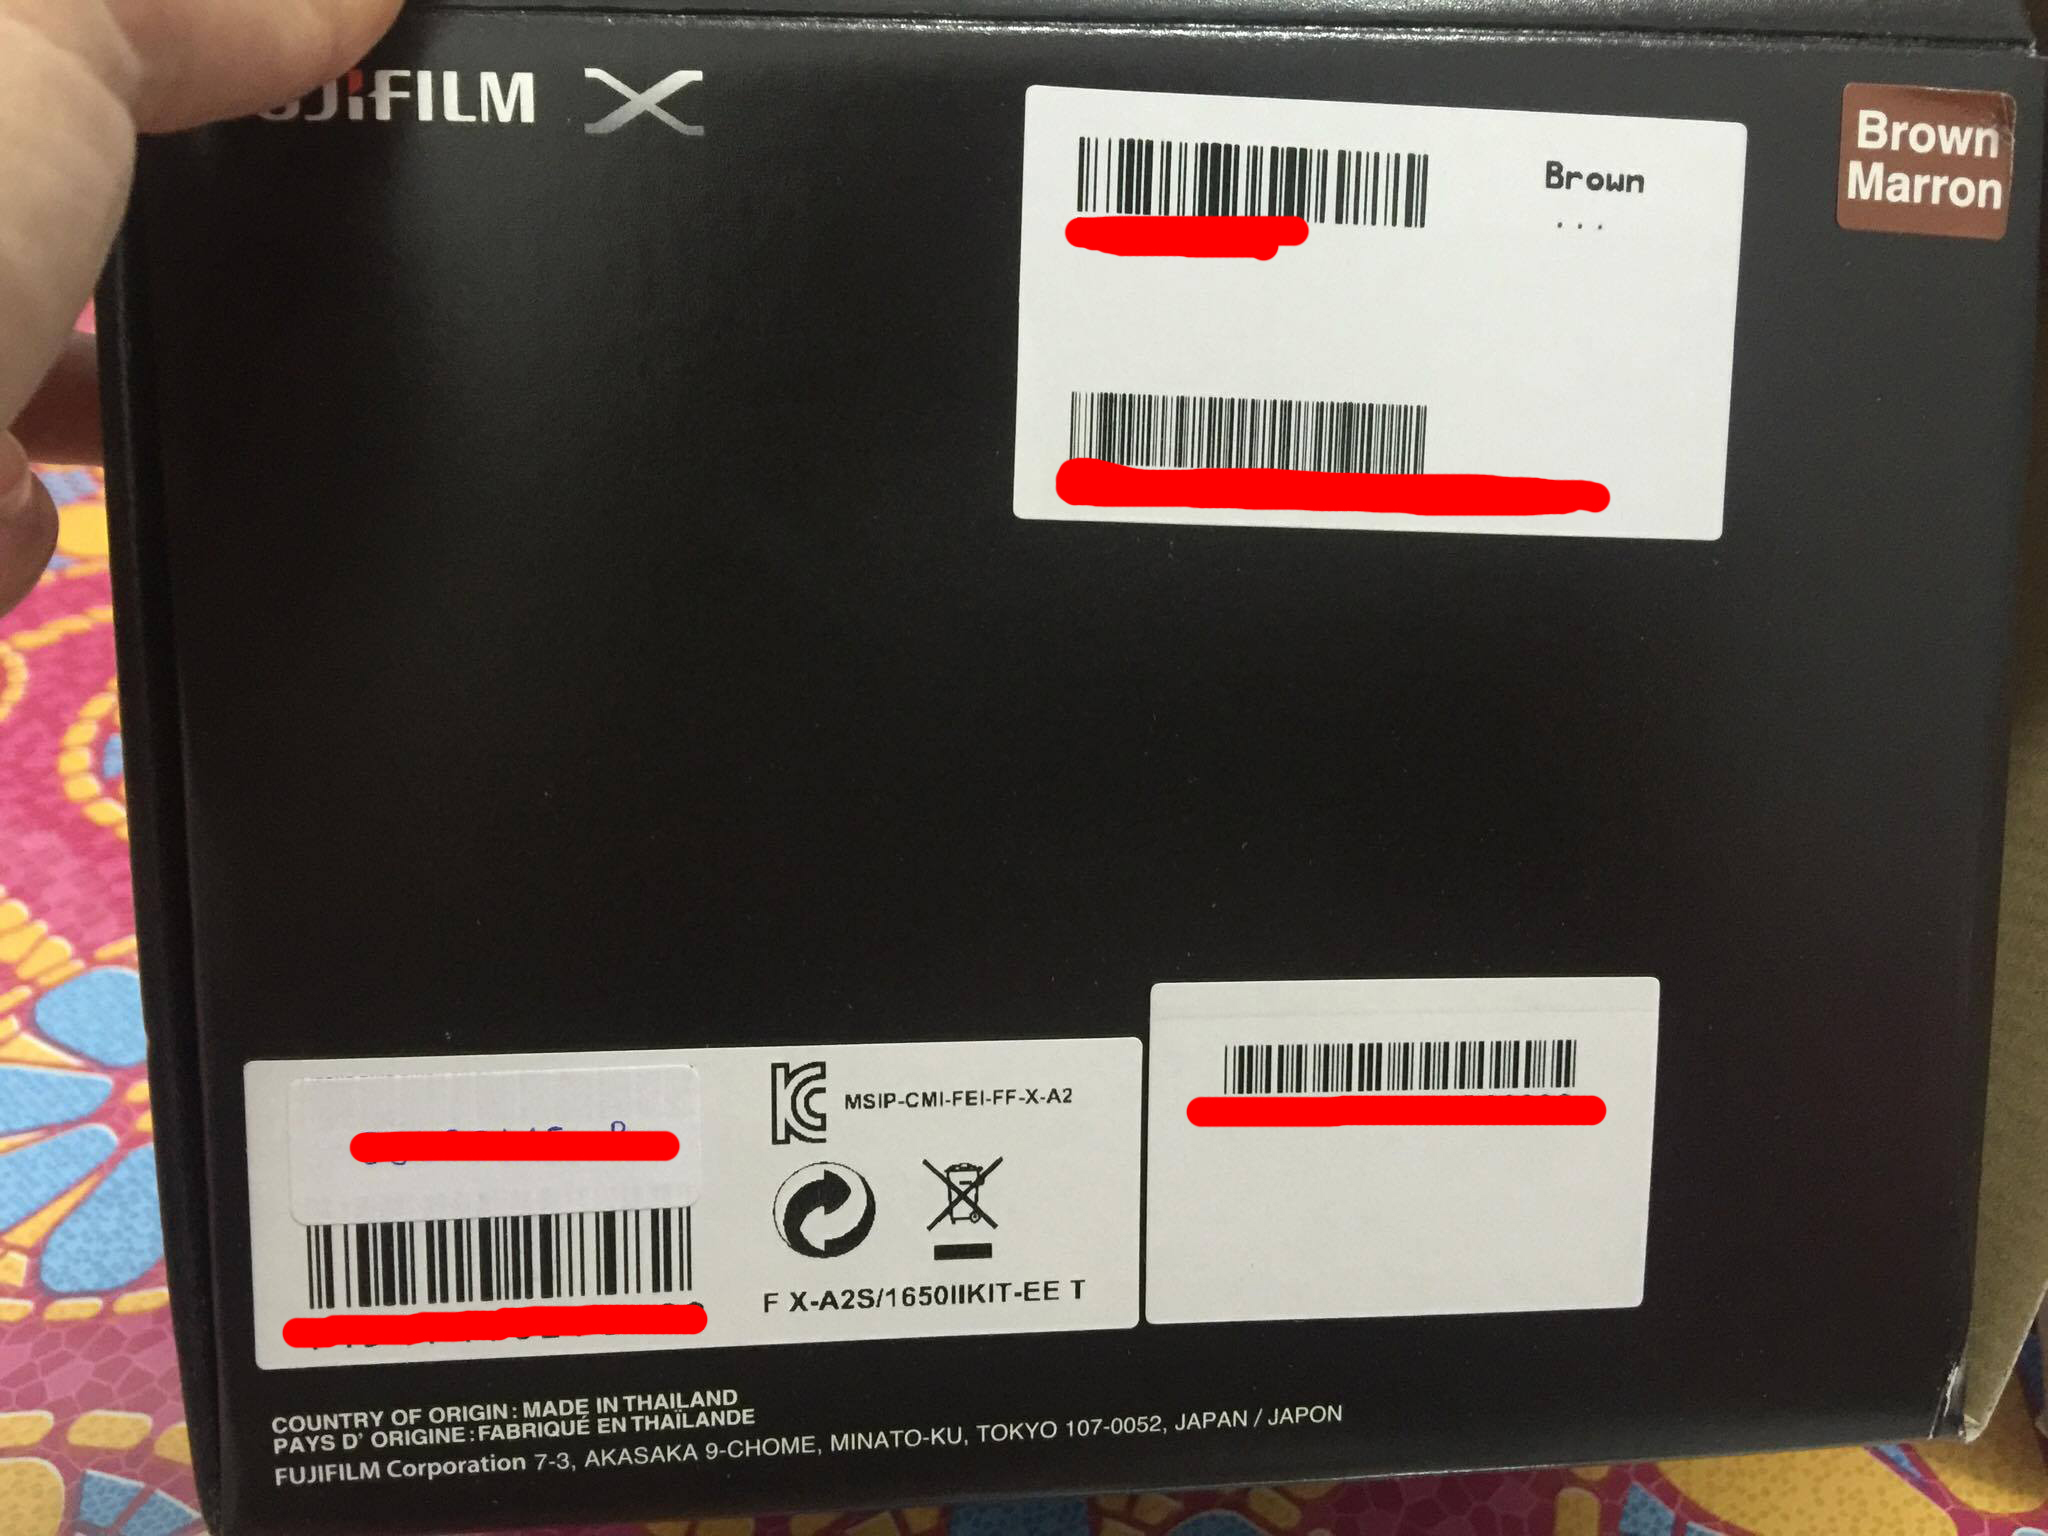 FUJIFILM X
Brown
...
Brown
Marron
MSIP-CMI-FEI-FF-X-A2
F X-A2S/1650IIKIT-EE T
COUNTRY OF ORIGIN : MADE IN THAILAND
PAYS D' ORIGINE : FABRIQUÉ EN THAÏLANDE
FUJIFILM Corporation 7-3, AKASAKA 9-CHOME, MINATO-KU, TOKYO 107-0052, JAPAN / JAPON